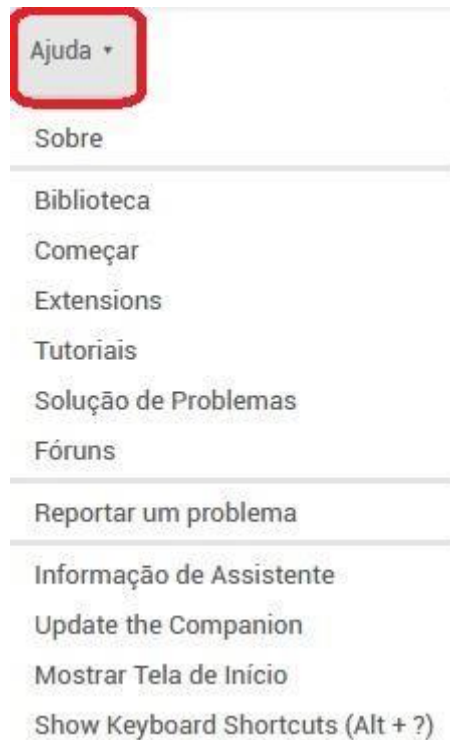 Ajuda ▾
Sobre
Biblioteca
Começar
Extensions
Tutoriais
Solução de Problemas
Fóruns
Reportar um problema
Informação de Assistente
Update the Companion
Mostrar Tela de Início
Show Keyboard Shortcuts (Alt + ?)